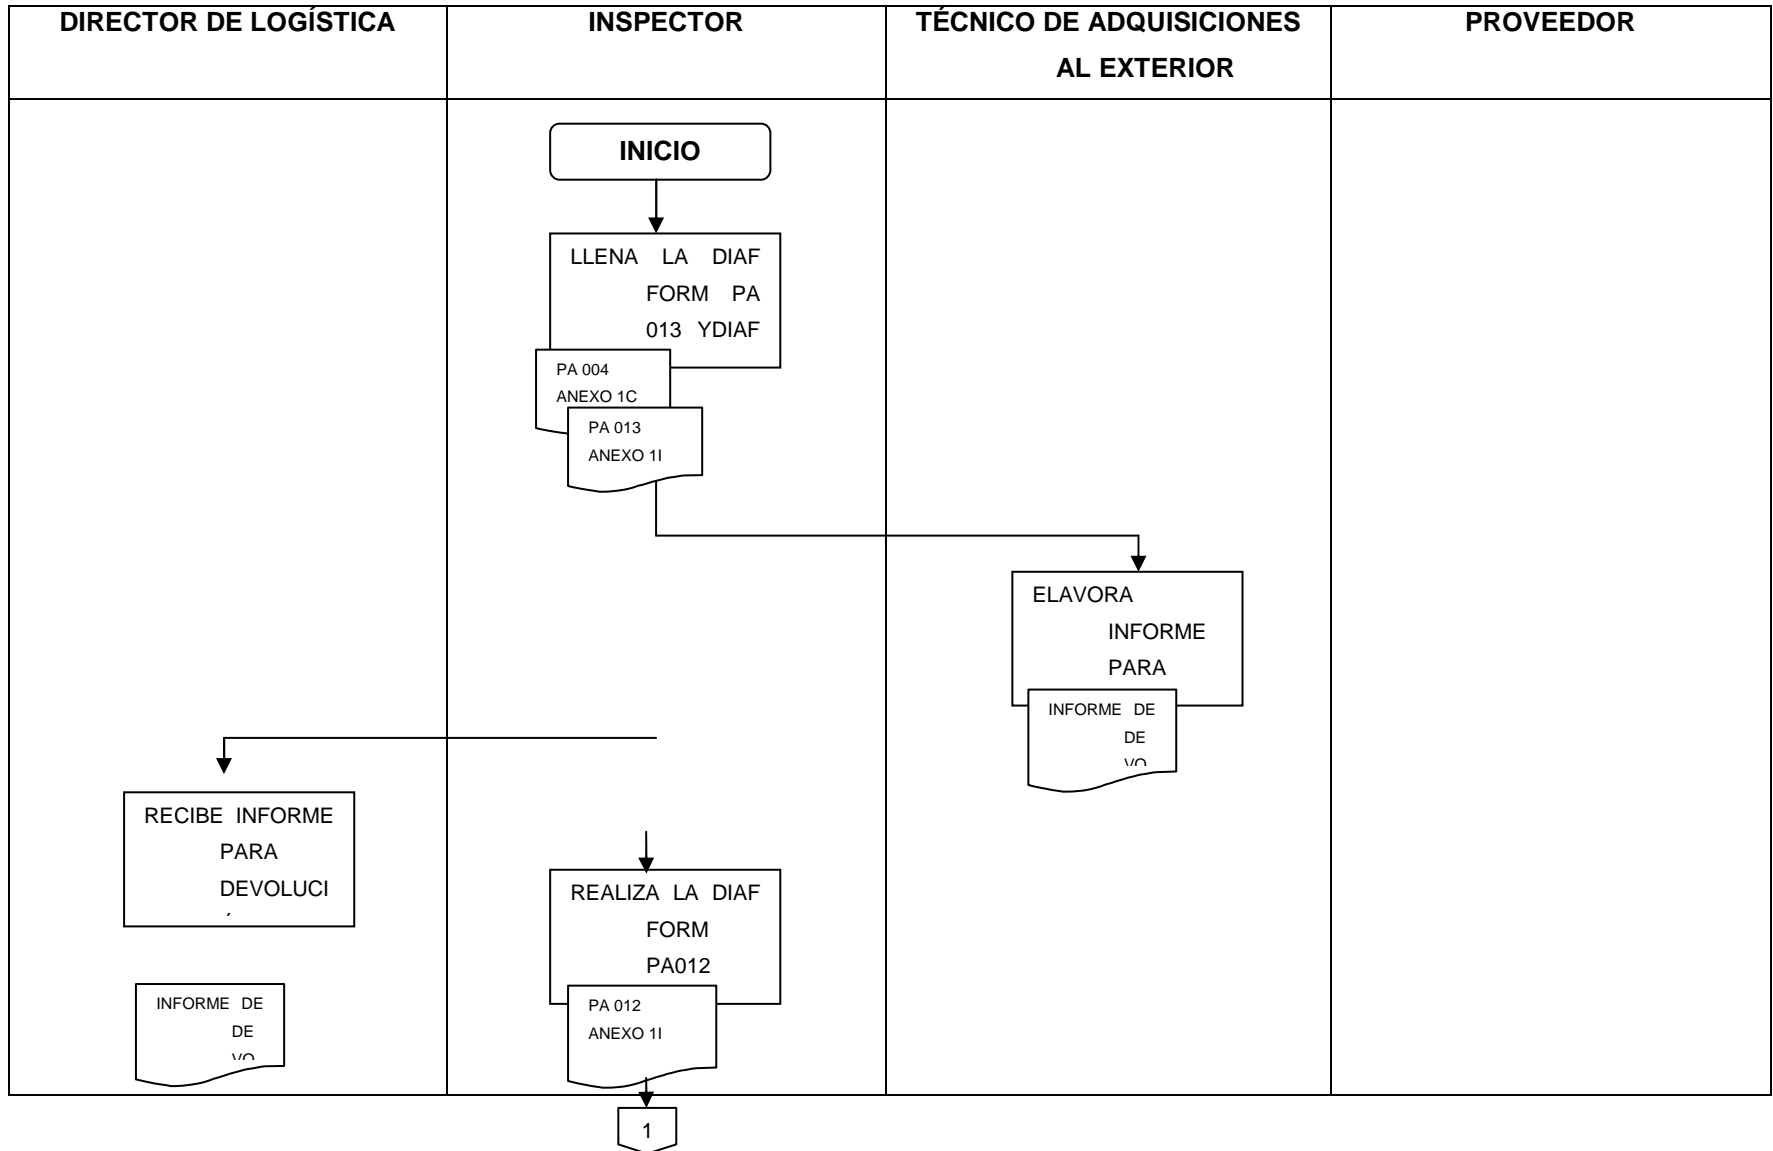 DIRECTOR DE LOGÍSTICA
INSPECTOR
TÉCNICO DE ADQUISICIONES
AL EXTERIOR
PROVEEDOR
INICIO
LLENA LA DIAF
FORM PA
013 YDIAF
PA 004
ANEXO 1C
PA 013
ANEXO 1I
ELAVORA
INFORME
PARA
INFORME DE
DE
VO
RECIBE INFORME
PARA
DEVOLUCI
INFORME DE
DE
VO
REALIZA LA DIAF
FORM
PA012
PA 012
ANEXO 1I
1